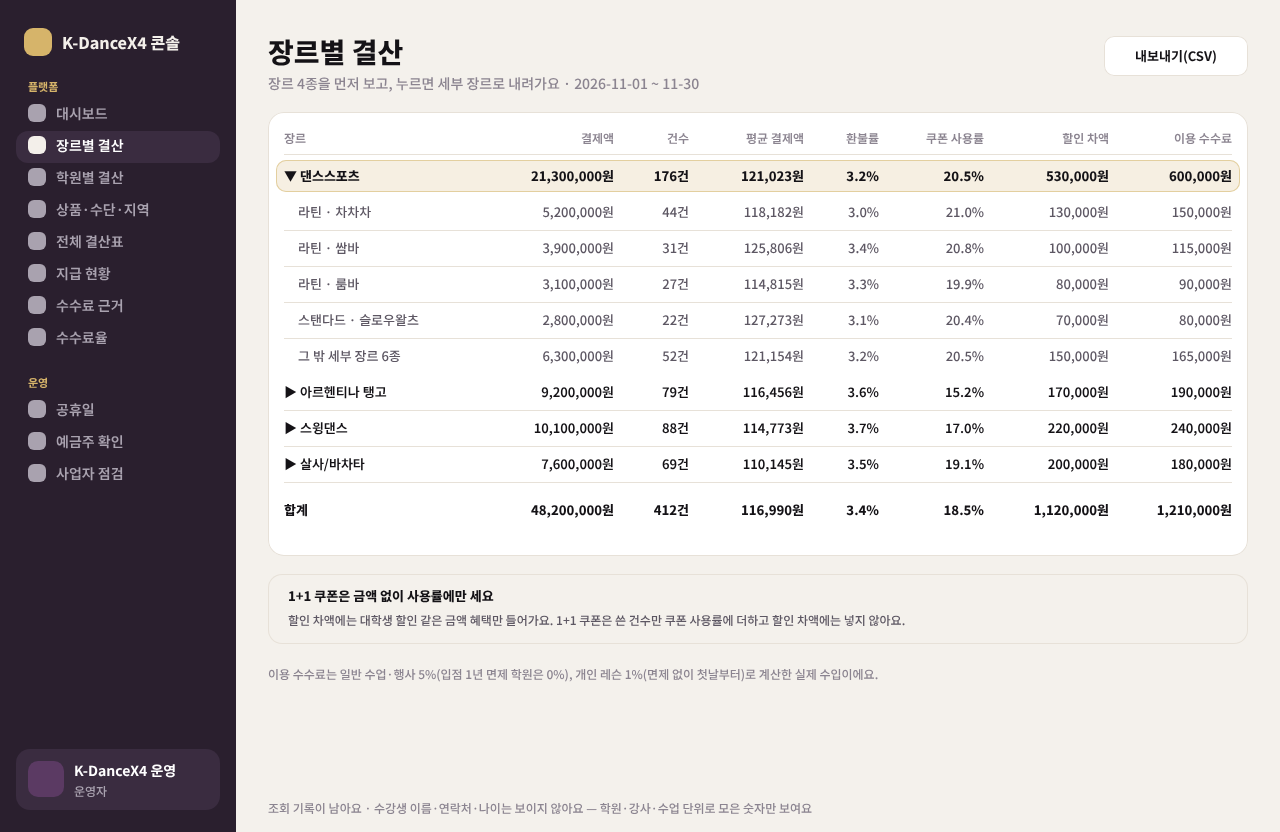 K-DanceX4 콘솔
플랫폼
대시보드
장르별 결산
학원별 결산
상품·수단·지역
전체 결산표
지급 현황
수수료 근거
수수료율
운영
공휴일
예금주 확인
사업자 점검
K-DanceX4 운영
운영자
장르별 결산
장르 4종을 먼저 보고, 누르면 세부 장르로 내려가요 · 2026-11-01 ~ 11-30
내보내기(CSV)
장르 결제액 건수 평균 결제액 환불률 쿠폰 사용률 할인 차액 이용 수수료
▼ 댄스스포츠 21,300,000원 176건 121,023원 3.2% 20.5% 530,000원 600,000원
라틴 · 차차차 5,200,000원 44건 118,182원 3.0% 21.0% 130,000원 150,000원
라틴 · 쌈바 3,900,000원 31건 125,806원 3.4% 20.8% 100,000원 115,000원
라틴 · 룸바 3,100,000원 27건 114,815원 3.3% 19.9% 80,000원 90,000원
스탠다드 · 슬로우왈츠 2,800,000원 22건 127,273원 3.1% 20.4% 70,000원 80,000원
그 밖 세부 장르 6종 6,300,000원 52건 121,154원 3.2% 20.5% 150,000원 165,000원
▶ 아르헨티나 탱고 9,200,000원 79건 116,456원 3.6% 15.2% 170,000원 190,000원
▶ 스윙댄스 10,100,000원 88건 114,773원 3.7% 17.0% 220,000원 240,000원
▶ 살사/바차타 7,600,000원 69건 110,145원 3.5% 19.1% 200,000원 180,000원
합계 48,200,000원 412건 116,990원 3.4% 18.5% 1,120,000원 1,210,000원
1+1 쿠폰은 금액 없이 사용률에만 세요
할인 차액에는 대학생 할인 같은 금액 혜택만 들어가요. 1+1 쿠폰은 쓴 건수만 쿠폰 사용률에 더하고 할인 차액에는 넣지 않아요.
이용 수수료는 일반 수업·행사 5%(입점 1년 면제 학원은 0%), 개인 레슨 1%(면제 없이 첫날부터)로 계산한 실제 수입이에요.
조회 기록이 남아요 · 수강생 이름·연락처·나이는 보이지 않아요 — 학원·강사·수업 단위로 모은 숫자만 보여요